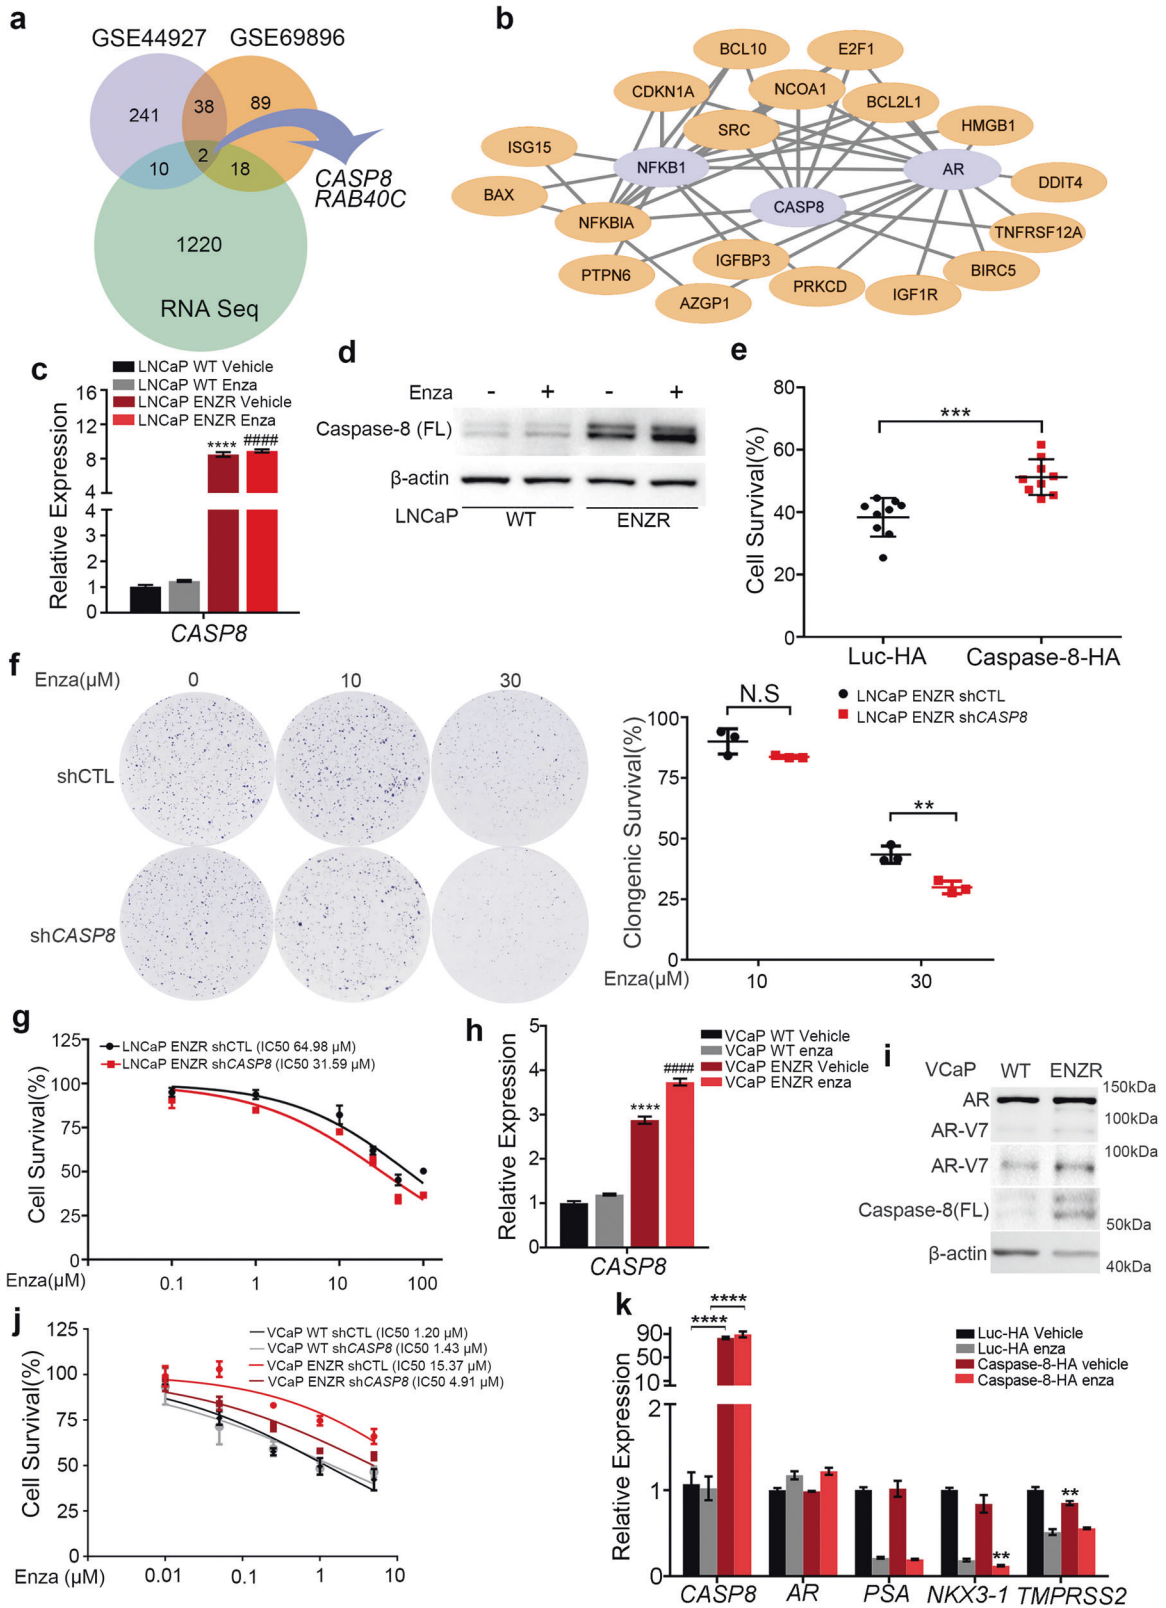 a
GSE44927
GSE69896
241
38
89
10
2
18
CASP8
RAB40C
1220
RNA Seq
b
BCL10
E2F1
CDKN1A
NCOA1
BCL2L1
SRC
HMGB1
ISG15
NFKB1
AR
DDIT4
BAX
CASP8
NFKBIA
TNFRSF12A
IGFBP3
BIRC5
PTPN6
PRKCD
IGF1R
AZGP1
c
LNCaP WT Vehicle
LNCaP WT Enza
LNCaP ENZR Vehicle
LNCaP ENZR Enza
Relative Expression
16
12
8
4
4
3
2
1
0
****
####
CASP8
d
Enza - + - +
Caspase-8 (FL)
β-actin
LNCaP WT ENZR
e
Cell Survival(%)
80
60
40
20
0
***
Luc-HA Caspase-8-HA
f
Enza(μM) 0 10 30
shCTL
shCASP8
LNCaP ENZR shCTL
LNCaP ENZR shCASP8
Clongenic Survival(%)
100
75
50
25
0
N.S
**
Enza(μM) 10 30
g
Cell Survival(%)
125
100
75
50
25
0
LNCaP ENZR shCTL (IC50 64.98 μM)
LNCaP ENZR shCASP8 (IC50 31.59 μM)
Enza(μM) 0.1 1 10 100
h
Relative Expression
5
4
3
2
1
0
****
####
VCaP WT Vehicle
VCaP WT enza
VCaP ENZR Vehicle
VCaP ENZR enza
CASP8
i
VCaP WT ENZR
AR
AR-V7
AR-V7
Caspase-8(FL)
β-actin
150kDa
100kDa
100kDa
50kDa
40kDa
j
Cell Survival(%)
125
100
75
50
25
0
VCaP WT shCTL (IC50 1.20 μM)
VCaP WT shCASP8 (IC50 1.43 μM)
VCaP ENZR shCTL (IC50 15.37 μM)
VCaP ENZR shCASP8 (IC50 4.91 μM)
Enza (μM) 0.01 0.1 1 10
k
Relative Expression
90
50
10
2
1
0
****
****
**
**
Luc-HA Vehicle
Luc-HA enza
Caspase-8-HA vehicle
Caspase-8-HA enza
CASP8 AR PSA NKX3-1 TMPRSS2